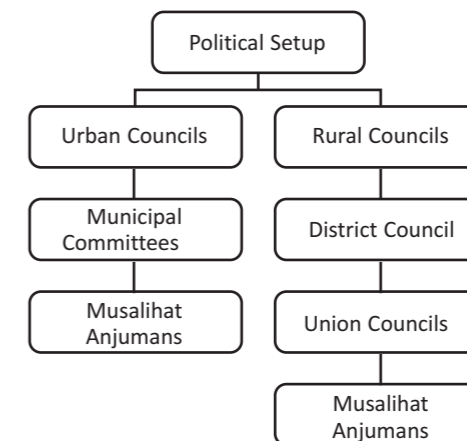 Political Setup
Urban Councils
Rural Councils
Municipal
Committees
District Council
Musalihat
Anjumans
Union Councils
Musalihat
Anjumans